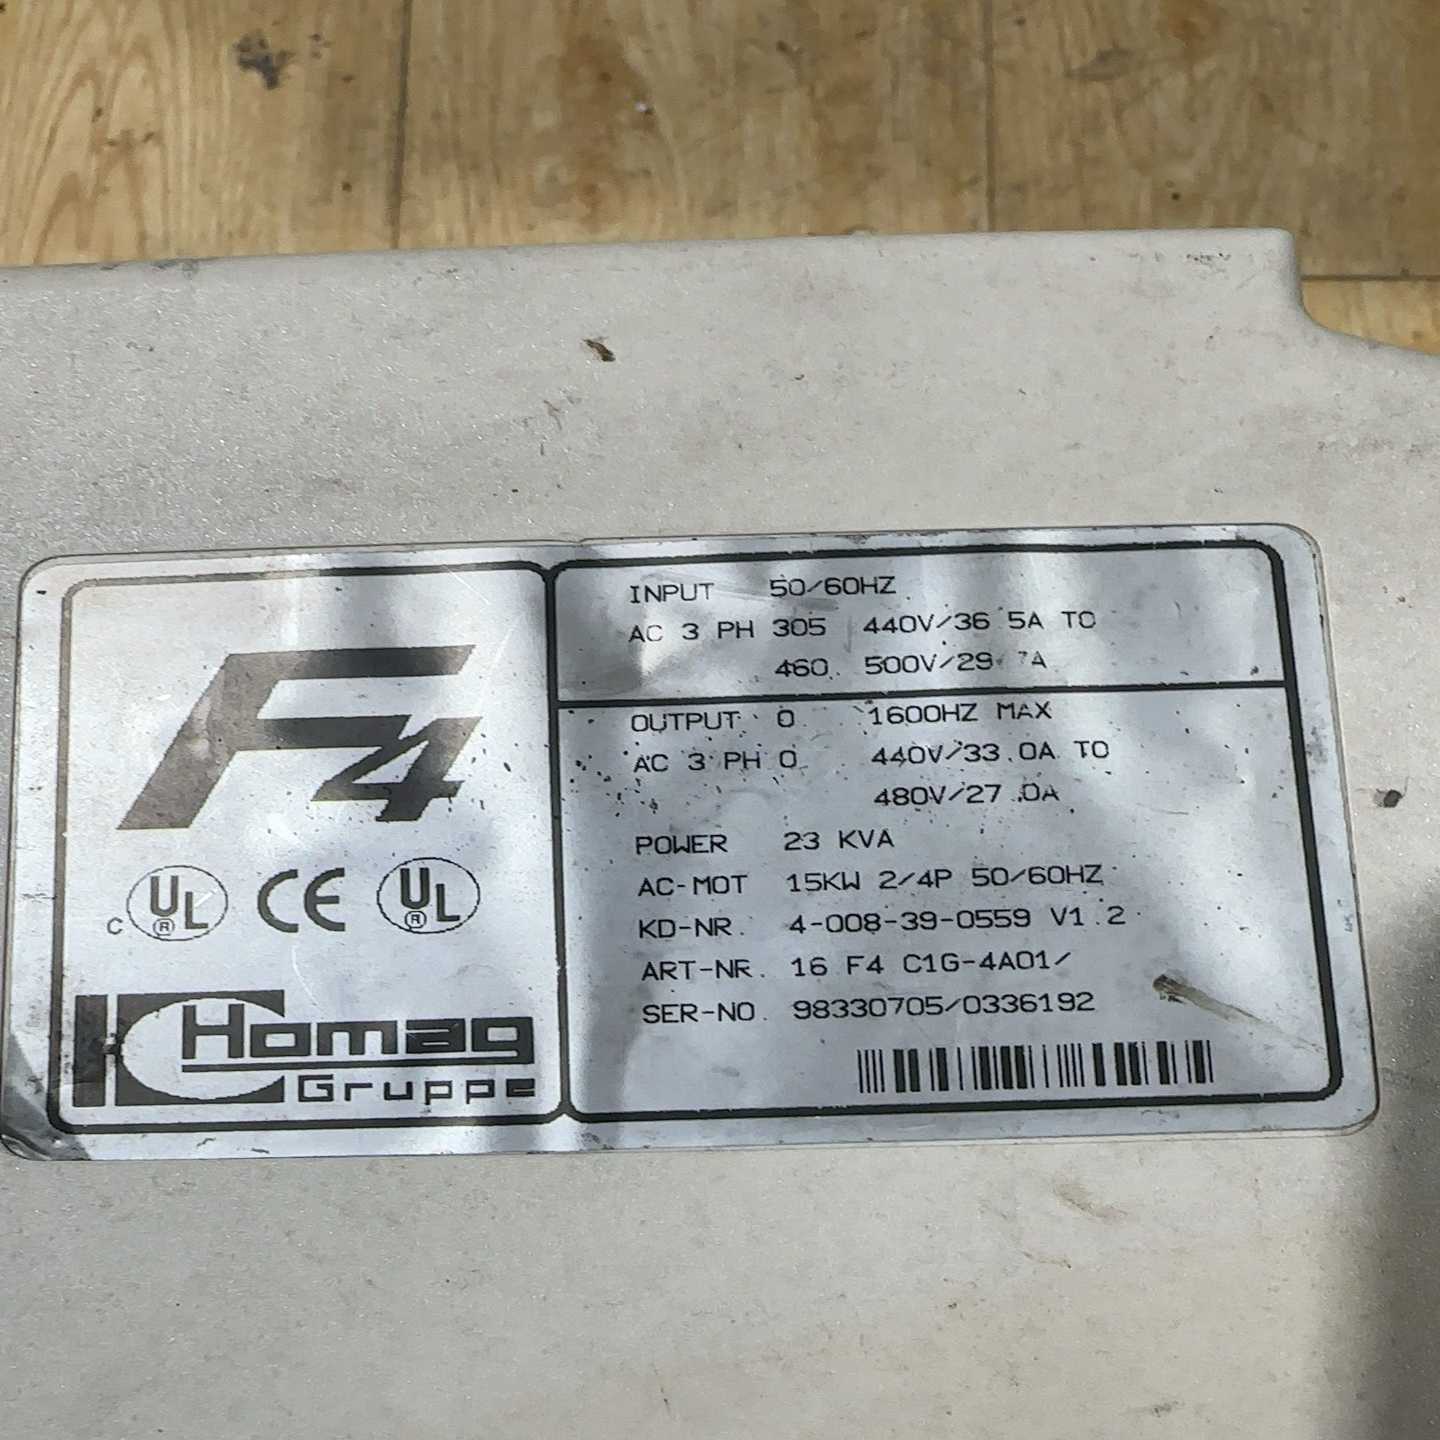 F4
C UL® CE UL®
Homag
Gruppe
INPUT 50/60HZ
AC 3 PH 305 440V/36.5A TO
460.. 500V/29.7A
OUTPUT 0 1600HZ MAX
AC 3 PH 0 440V/33.0A TO
480V/27.0A
POWER 23 KVA
AC-MOT 15KW 2/4P 50/60HZ
KD-NR. 4-008-39-0559 V1.2
ART-NR. 16 F4 C1G-4A01/
SER-NO. 98330705/0336192